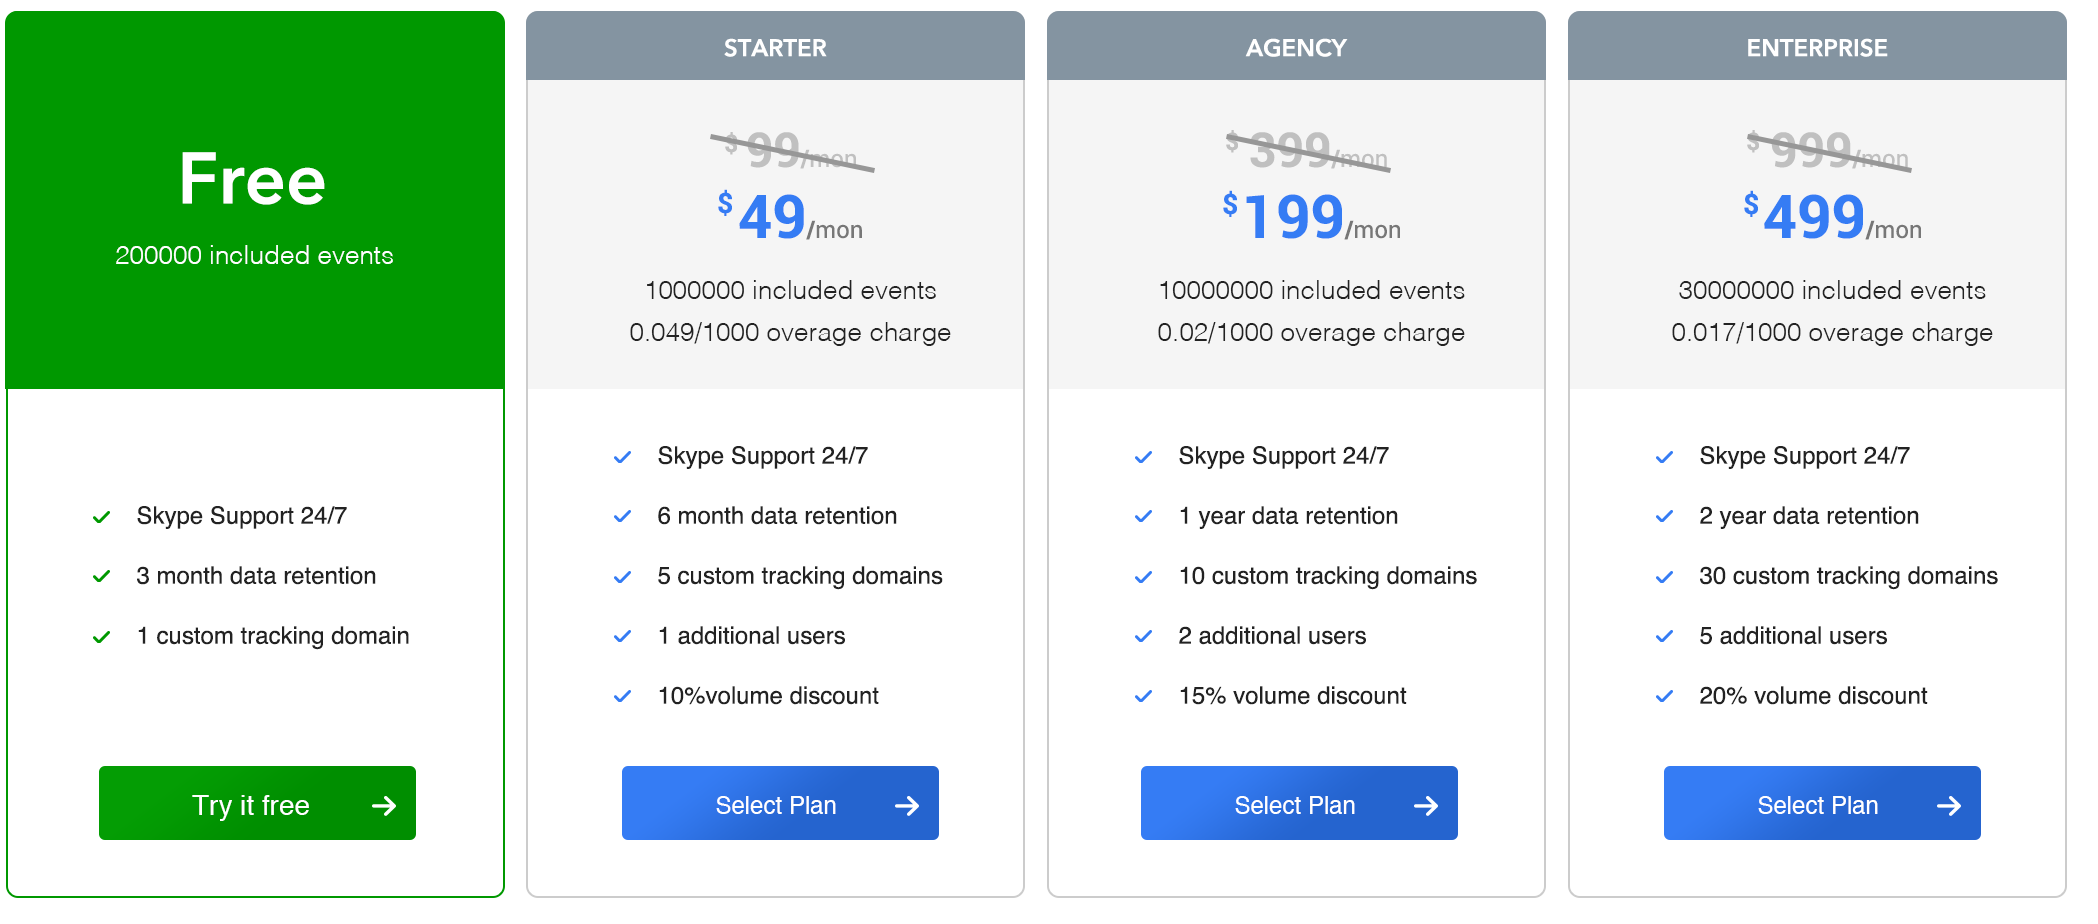 Free
200000 included events
Skype Support 24/7
3 month data retention
1 custom tracking domain
Try it free
STARTER
$99/mon
$49/mon
1000000 included events
0.049/1000 overage charge
Skype Support 24/7
6 month data retention
5 custom tracking domains
1 additional users
10%volume discount
Select Plan
AGENCY
$399/mon
$199/mon
10000000 included events
0.02/1000 overage charge
Skype Support 24/7
1 year data retention
10 custom tracking domains
2 additional users
15% volume discount
Select Plan
ENTERPRISE
$999/mon
$499/mon
30000000 included events
0.017/1000 overage charge
Skype Support 24/7
2 year data retention
30 custom tracking domains
5 additional users
20% volume discount
Select Plan